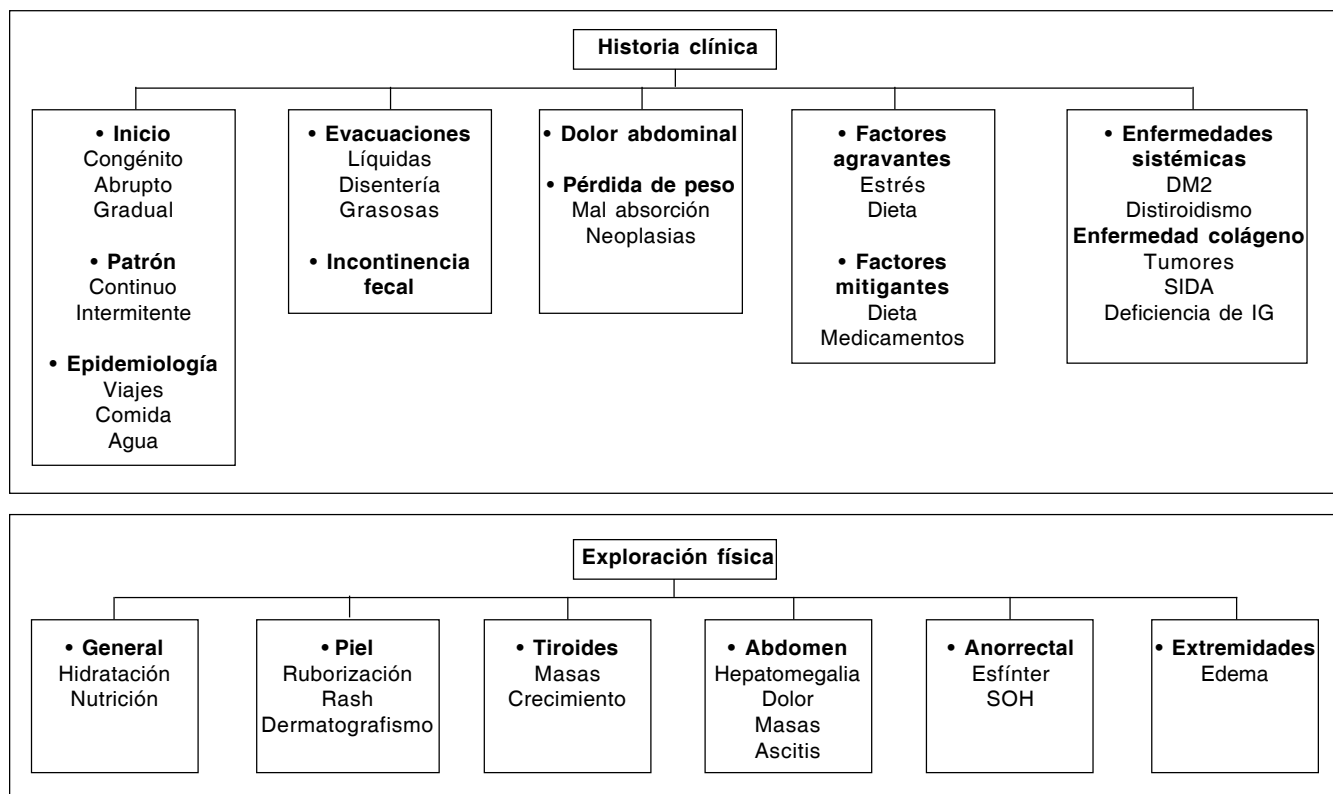 Historia clínica
• Inicio
Congénito
Abrupto
Gradual
• Patrón
Continuo
Intermitente
• Epidemiología
Viajes
Comida
Agua
• Evacuaciones
Líquidas
Disentería
Grasosas
• Incontinencia
fecal
• Dolor abdominal
• Pérdida de peso
Mal absorción
Neoplasias
• Factores
agravantes
Estrés
Dieta
• Factores
mitigantes
Dieta
Medicamentos
• Enfermedades
sistémicas
DM2
Distiroidismo
Enfermedad colágeno
Tumores
SIDA
Deficiencia de IG
Exploración física
• General
Hidratación
Nutrición
• Piel
Ruborización
Rash
Dermatografismo
• Tiroides
Masas
Crecimiento
• Abdomen
Hepatomegalia
Dolor
Masas
Ascitis
• Anorrectal
Esfínter
SOH
• Extremidades
Edema